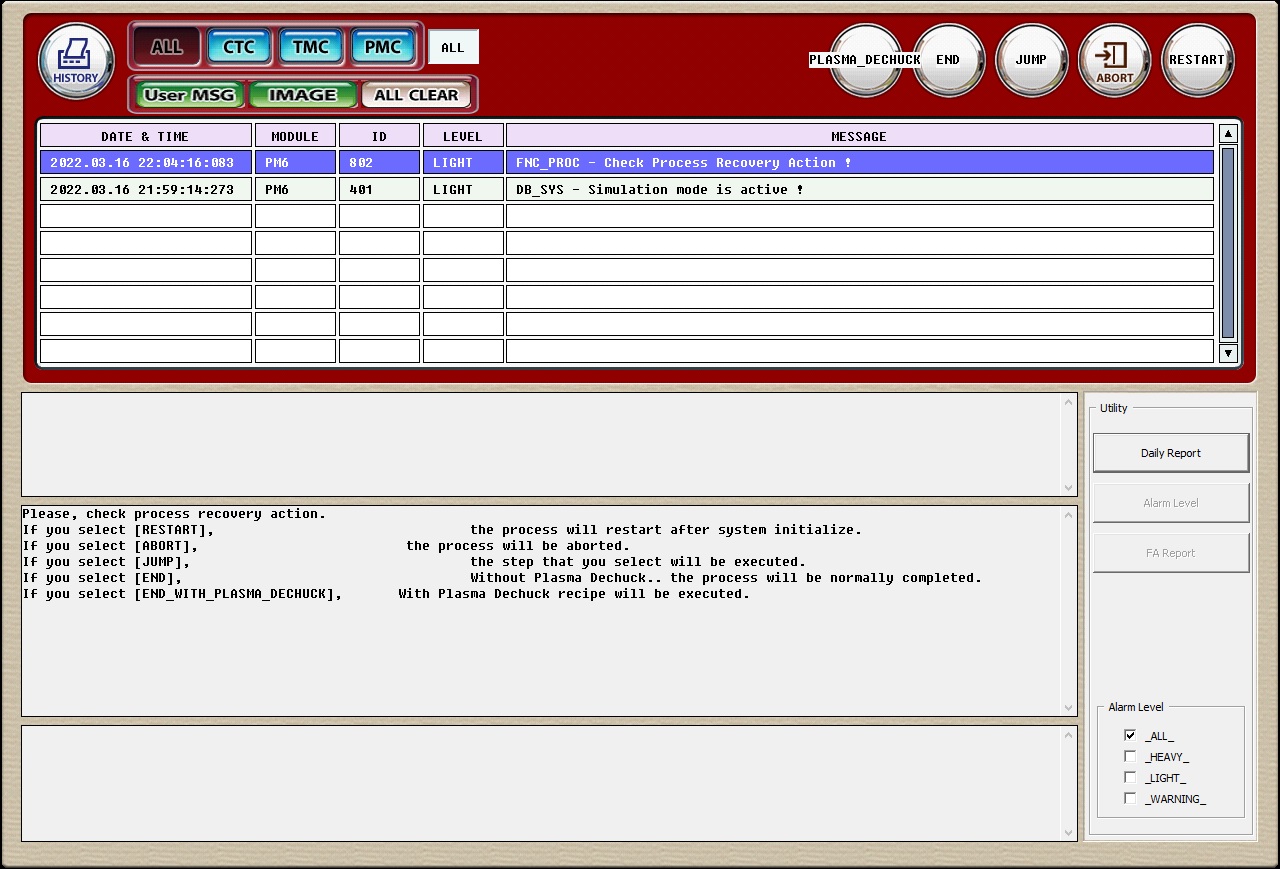 HISTORY
ALL CTC TMC PMC ALL
User MSG IMAGE ALL CLEAR
PLASMA_DECHUCK END JUMP ABORT RESTART
DATE & TIME MODULE ID LEVEL MESSAGE
2022.03.16 22:04:16:083 PM6 802 LIGHT FNC_PROC - Check Process Recovery Action !
2022.03.16 21:59:14:273 PM6 401 LIGHT DB_SYS - Simulation mode is active !
Utility
Daily Report
Alarm Level
FA Report
Please, check process recovery action.
If you select [RESTART], the process will restart after system initialize.
If you select [ABORT], the process will be aborted.
If you select [JUMP], the step that you select will be executed.
If you select [END], Without Plasma Dechuck.. the process will be normally completed.
If you select [END_WITH_PLASMA_DECHUCK], With Plasma Dechuck recipe will be executed.
Alarm Level
_ALL_
_HEAVY_
_LIGHT_
_WARNING_